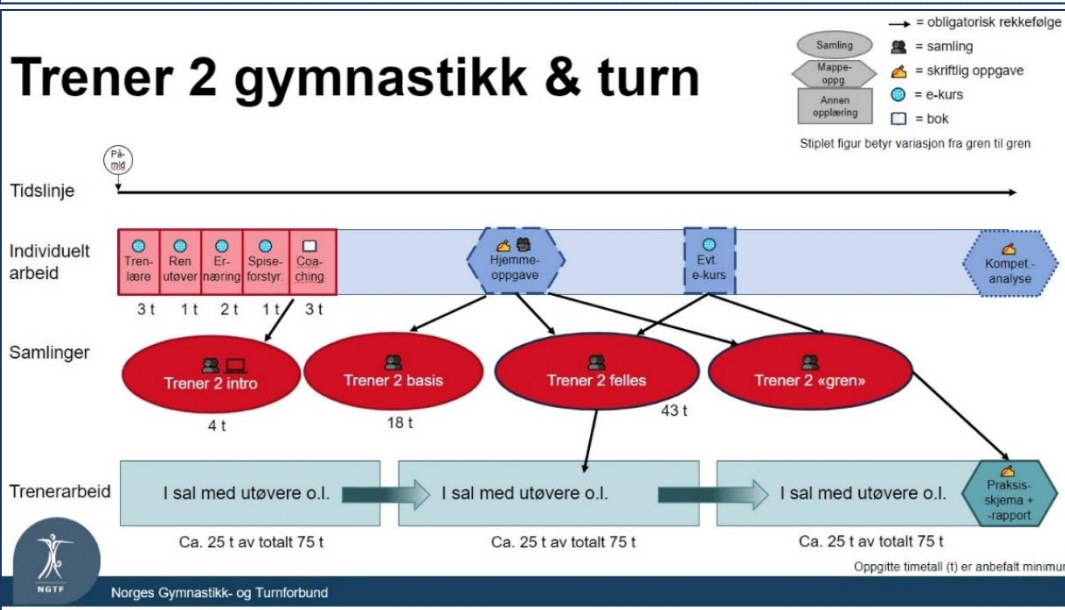 Trener 2 gymnastikk & turn
= obligatorisk rekkefølge
Samling
= samling
Mappe-
oppg.
= skriftlig oppgave
Annen
opplæring
= e-kurs
= bok
Stiplet figur betyr variasjon fra gren til gren
På-
mld
Tidslinje
Individuelt
arbeid
Tren-
lære
Ren
utøver
Er-
næring
Spise-
forstyr.
Coa-
ching
Hjemme-
oppgave
Evt.
e-kurs
Kompet.-
analyse
3 t
1 t
2 t
1 t
3 t
Samlinger
Trener 2 intro
Trener 2 basis
Trener 2 felles
Trener 2 «gren»
4 t
18 t
43 t
Trenerarbeid
I sal med utøvere o.l.
I sal med utøvere o.l.
I sal med utøvere o.l.
Praksis-
skjema +
-rapport
Ca. 25 t av totalt 75 t
Ca. 25 t av totalt 75 t
Ca. 25 t av totalt 75 t
Oppgitte timetall (t) er anbefalt minimum
NGTF
Norges Gymnastikk- og Turnforbund